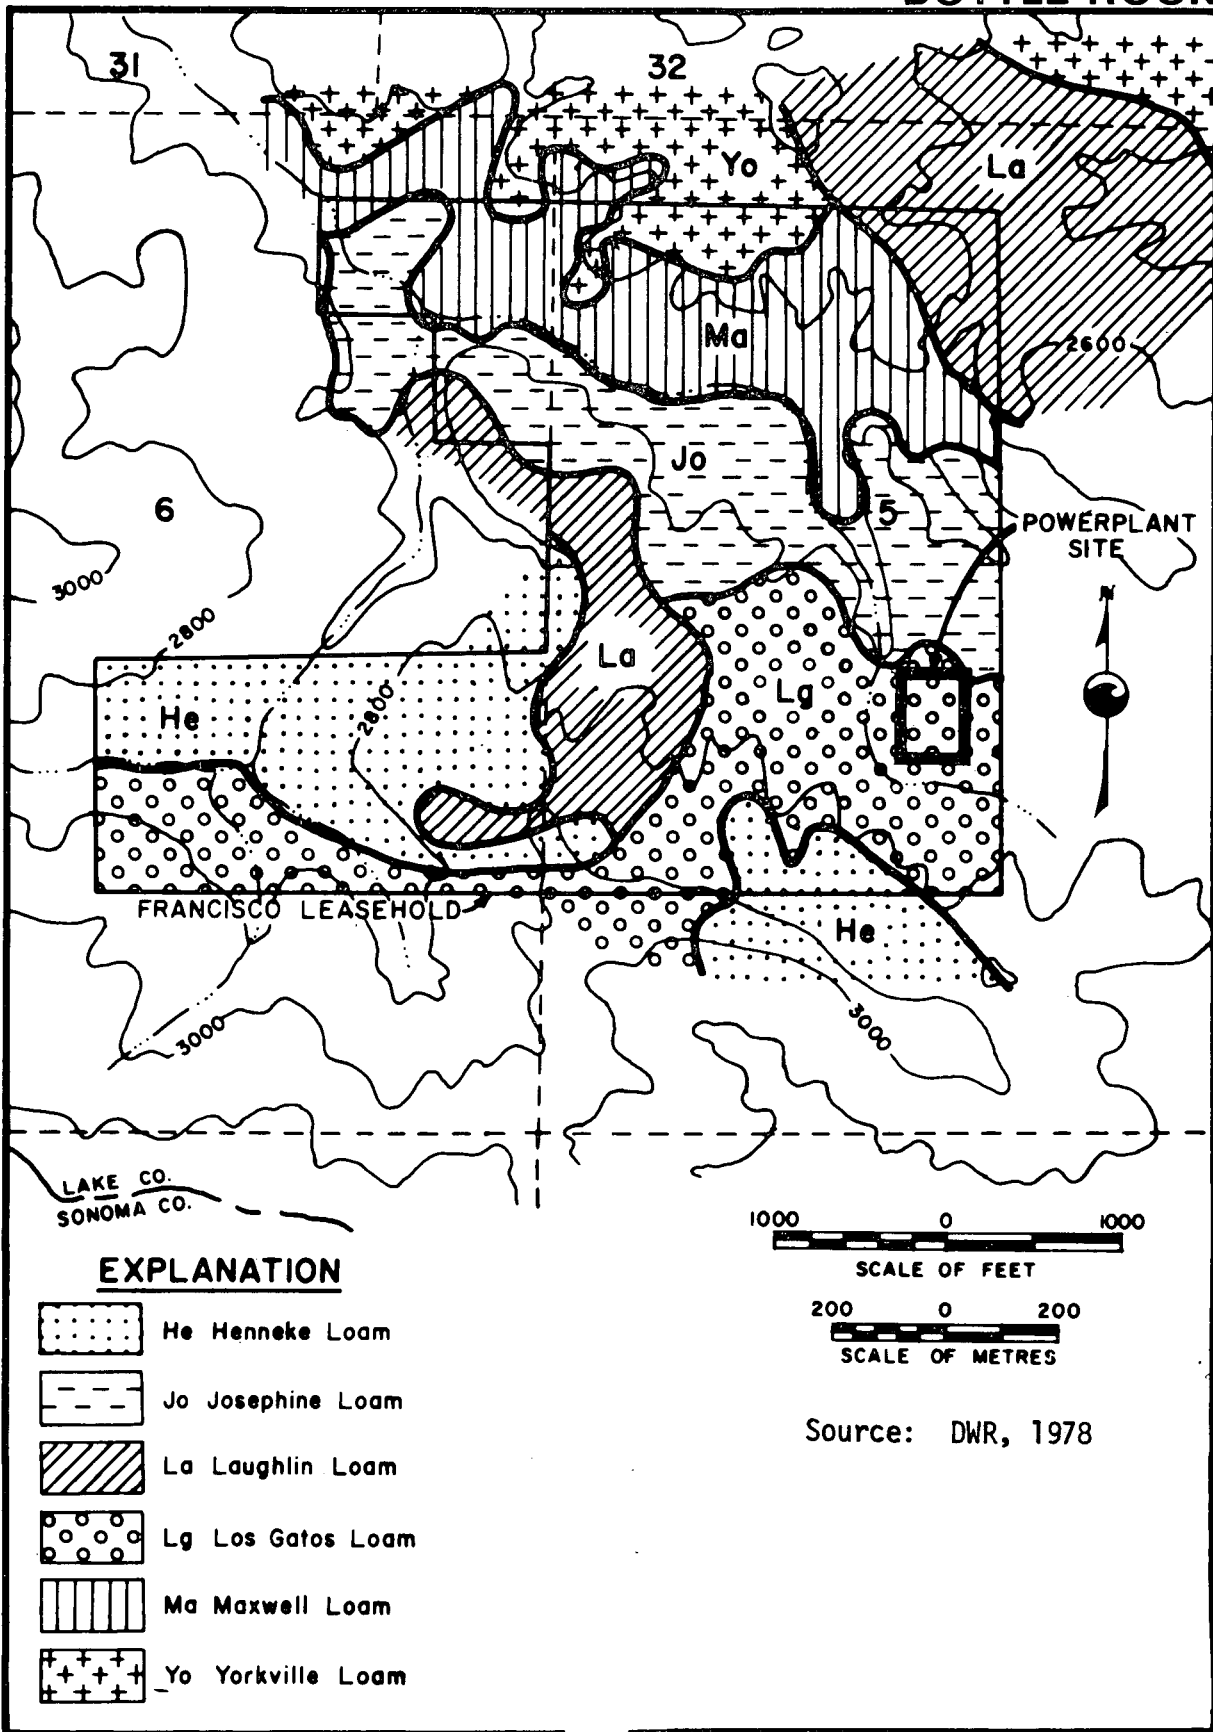 31
32
Yo
La
Ma
2600
Jo
5
6
POWERPLANT
SITE
N
3000
2800
La
He
2800
Lg
FRANCISCO LEASEHOLD
He
3000
3000
LAKE CO.
SONOMA CO.
1000 0 1000
SCALE OF FEET
200 0 200
SCALE OF METRES
Source: DWR, 1978
EXPLANATION
He Henneke Loam
Jo Josephine Loam
La Laughlin Loam
Lg Los Gatos Loam
Ma Maxwell Loam
Yo Yorkville Loam